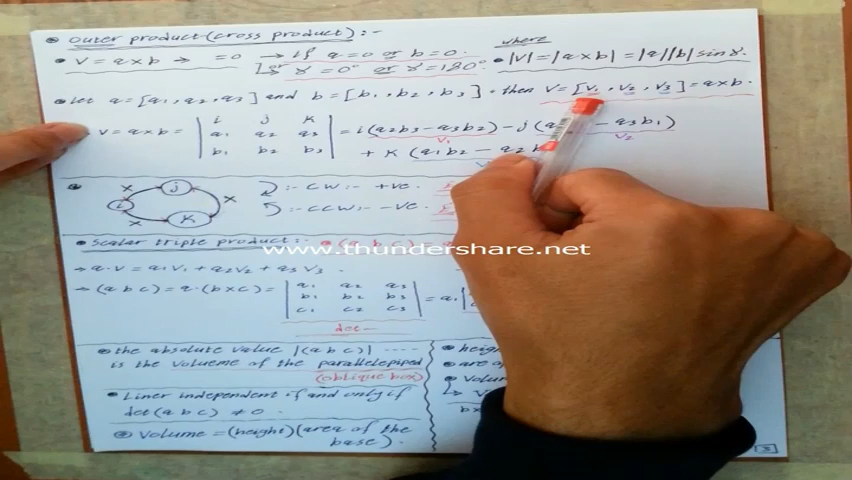 outer product (cross product) :-
where
V = a×b → =0 → if a=0 or b=0.
or γ=0° or γ=180°
|V| = |a×b| = |a||b| sin γ.
Let a=[a1, a2, a3] and b=[b1, b2, b3] • then V=[V1, V2, V3] = a×b.
V = a×b = | i j k | = i(a2b3 - a3b2) - j(a - a3b1)
a1 a2 a3 V1 V2
b1 b2 b3 + k (a1b2 - a2b
i j k × × ×
:- CW :- +ve.
:- CCW :- -ve.
scalar triple product :- • (a b c)
www.thundershare.net
→ a·V = a1V1 + a2V2 + a3V3.
→ (a b c) = a·(b×c) = | a1 a2 a3 | = a1
b1 b2 b3
c1 c2 c3
det
the absolute value |(a b c)| ----
is the volueme of the parallelepiped
(oblique box)
Liner independent if and only if
det(a b c) ≠ 0.
Volume = (height)(area of the
base).
heigh
are o
Volum
V
b×
3